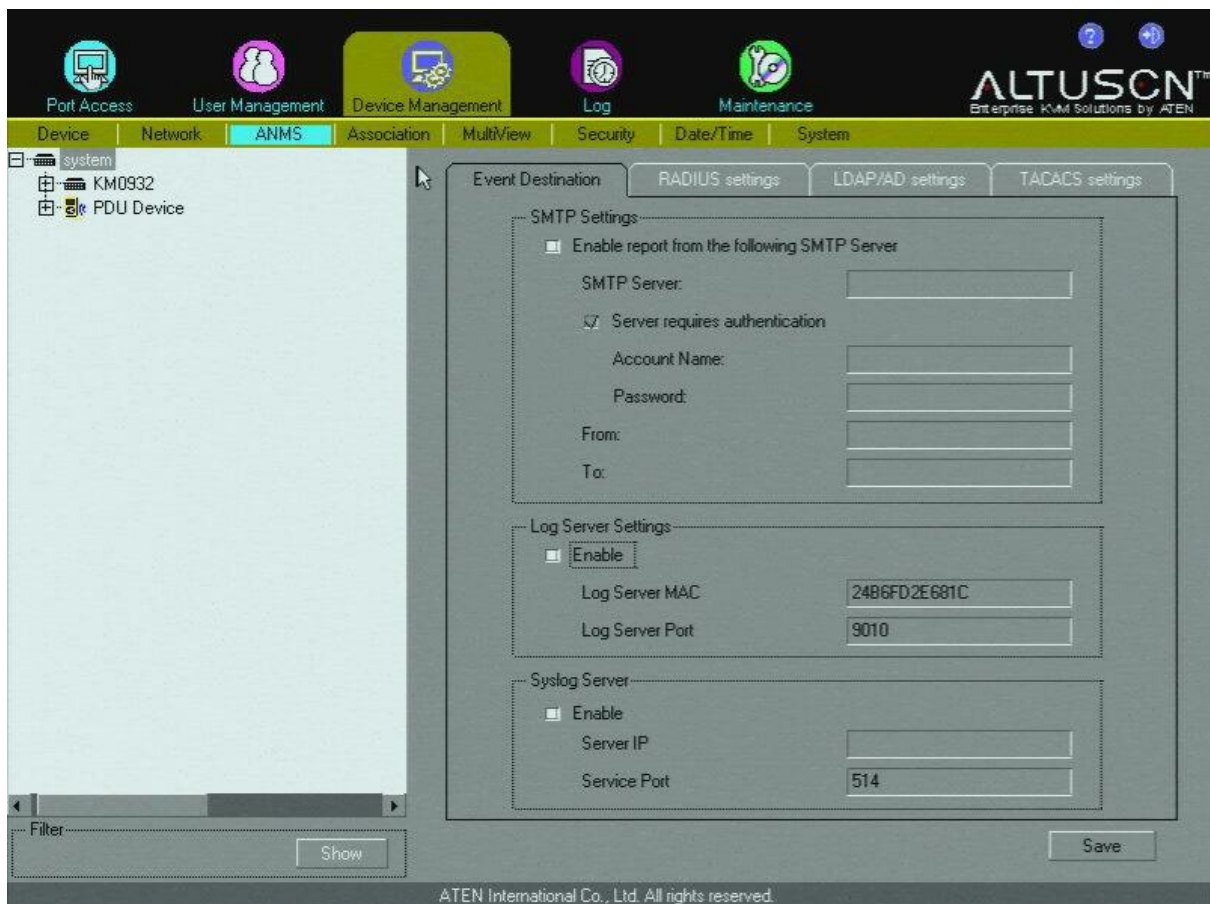 ?
Port Access
User Management
Device Management
Log
Maintenance
ALTUSCN™
Enterprise KVM Solutions by ATEN
Device
Network
ANMS
Association
MultiView
Security
Date/Time
System
system
KM0932
PDU Device
Event Destination
RADIUS settings
LDAP/AD settings
TACACS settings
SMTP Settings
Enable report from the following SMTP Server
SMTP Server:
Server requires authentication
Account Name:
Password:
From:
To:
Log Server Settings
Enable
Log Server MAC 24B6FD2E681C
Log Server Port 9010
Syslog Server
Enable
Server IP
Service Port 514
Filter
Show
Save
ATEN International Co., Ltd. All rights reserved.